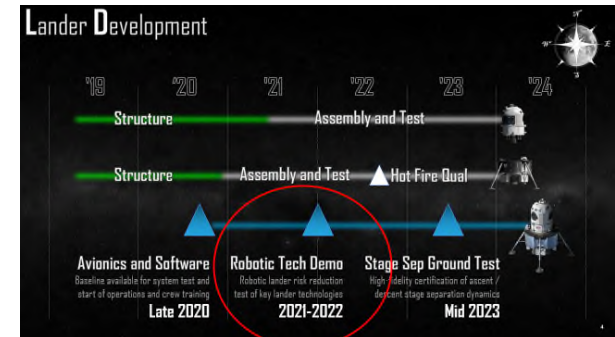 Lander Development
N
W
E
S
'19 '20 '21 '22 '23 '24
Structure Assembly and Test
Structure Assembly and Test Hot Fire Qual
Avionics and Software
Baseline available for system test and
start of operations and crew training
Late 2020
Robotic Tech Demo
Robotic lander risk reduction
test of key lander technologies
2021-2022
Stage Sep Ground Test
High-fidelity certification of ascent /
descent stage separation dynamics
Mid 2023
4